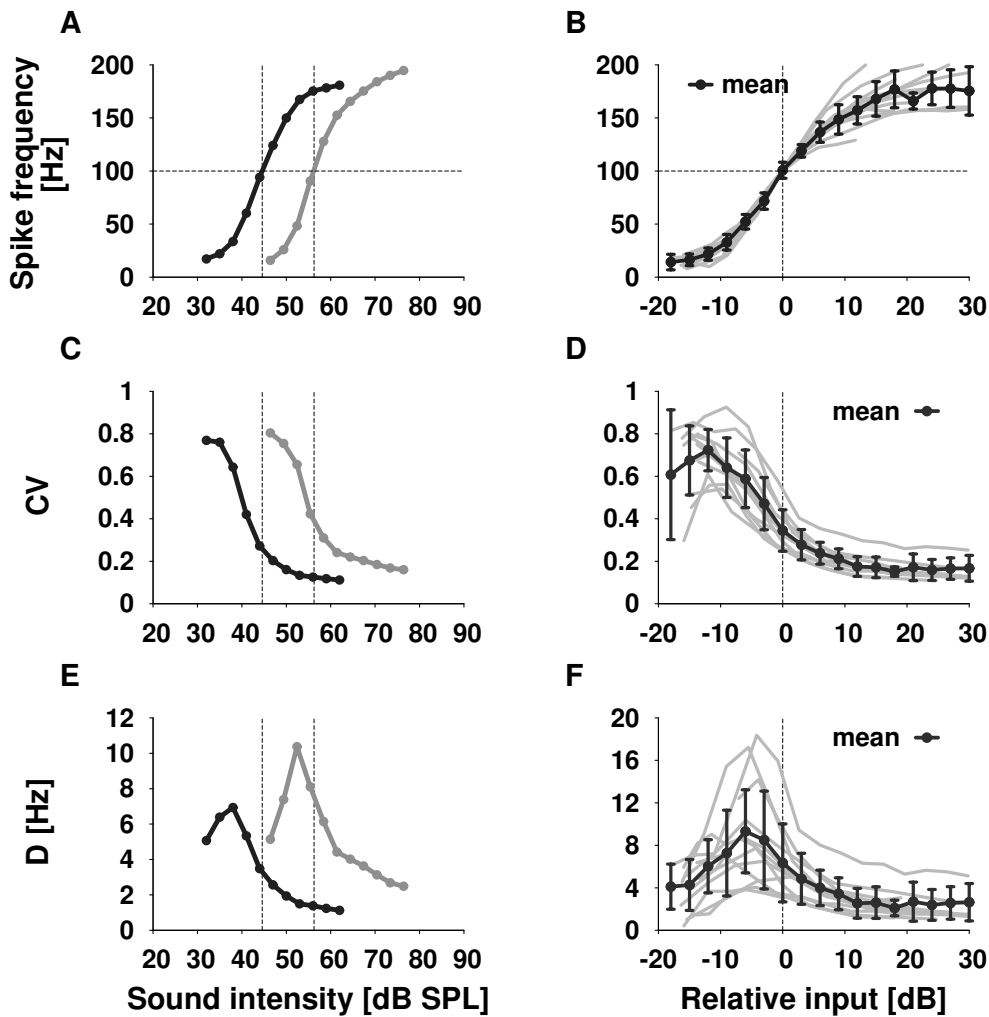 A
B
Spike frequency
[Hz]
200
150
100
50
0
20 30 40 50 60 70 80 90
mean
200
150
100
50
0
-20 -10 0 10 20 30
C
D
CV
1
0.8
0.6
0.4
0.2
0
20 30 40 50 60 70 80 90
mean
1
0.8
0.6
0.4
0.2
0
-20 -10 0 10 20 30
E
F
D [Hz]
12
10
8
6
4
2
0
20 30 40 50 60 70 80 90
Sound intensity [dB SPL]
mean
20
16
12
8
4
0
-20 -10 0 10 20 30
Relative input [dB]